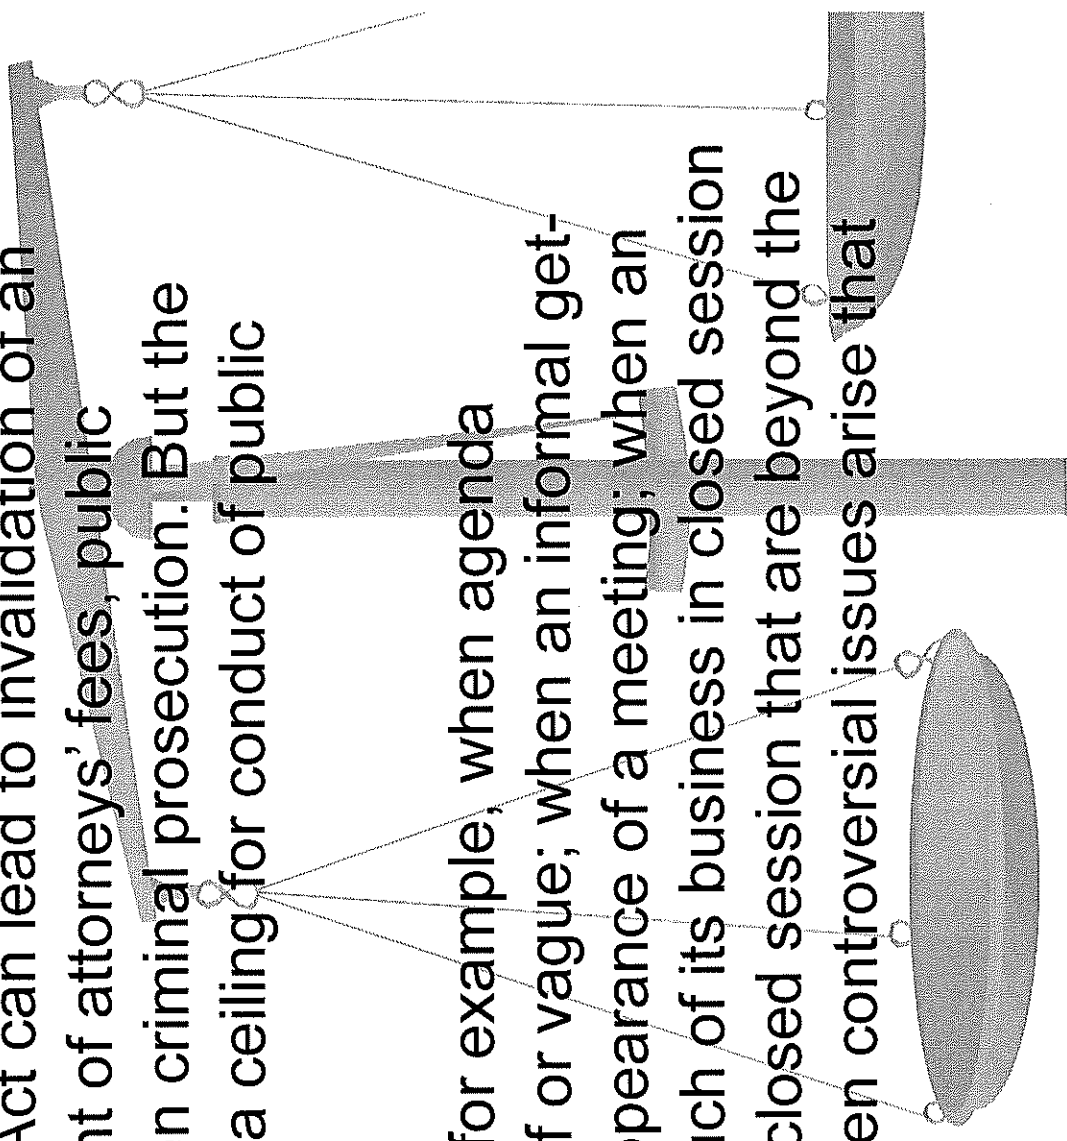 Act can lead to invalidation of an
nt of attorneys’ fees, public
n criminal prosecution. But the
a ceiling for conduct of public
for example, when agenda
f or vague; when an informal get-
ppearance of a meeting; when an
uch of its business in closed session
closed session that are beyond the
en controversial issues arise that